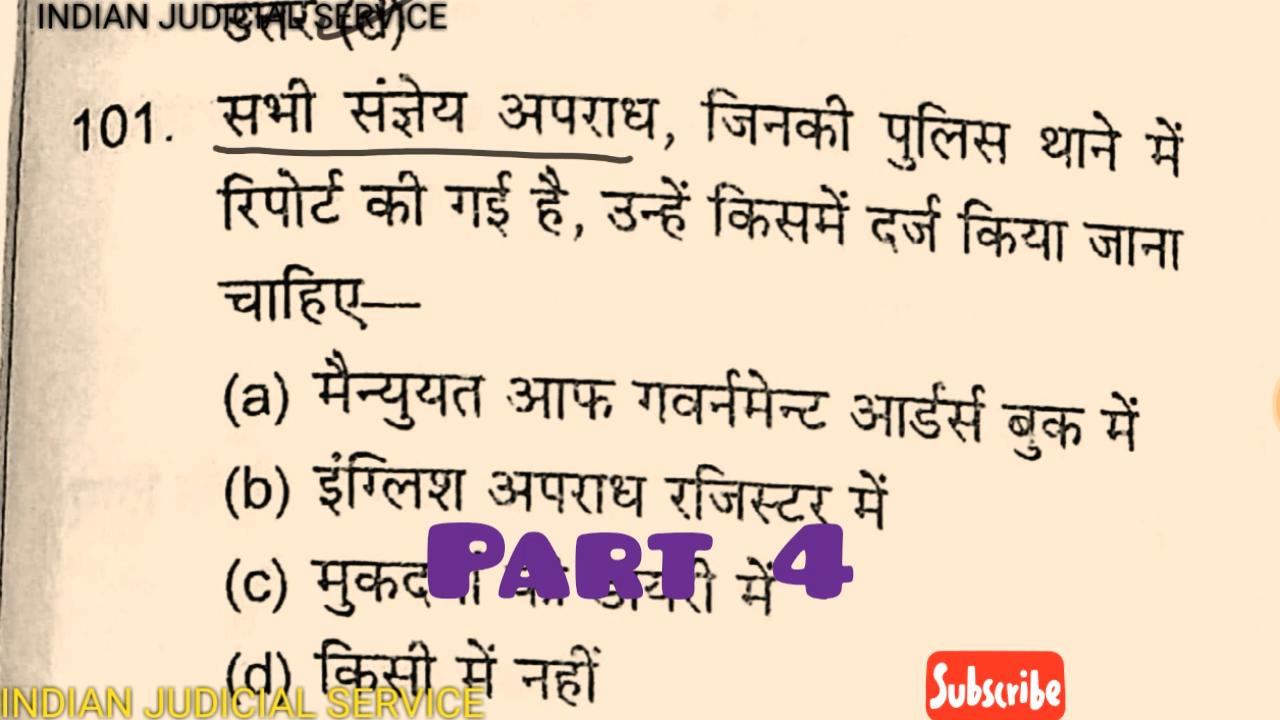 INDIAN JUDICIAL SERVICE
101. सभी संज्ञेय अपराध, जिनकी पुलिस थाने में
रिपोर्ट की गई है, उन्हें किसमें दर्ज किया जाना
चाहिए—
(a) मैन्युयत आफ गवर्नमेन्ट आर्डर्स बुक में
(b) इंग्लिश अपराध रजिस्टर में
PART 4
(c) में
(d) किसी में नहीं
INDIAN JUDICIAL SERVICE
Subscribe